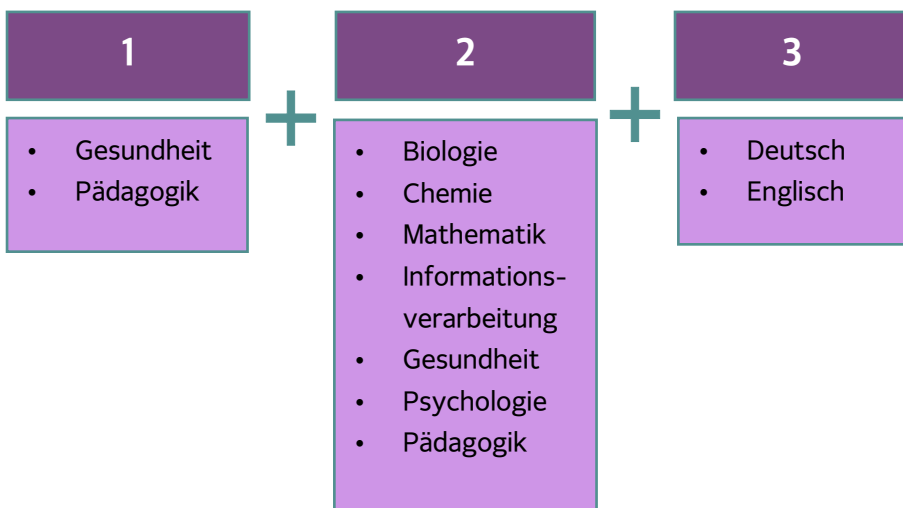 1
• Gesundheit
• Pädagogik
+
2
• Biologie
• Chemie
• Mathematik
• Informations-
verarbeitung
• Gesundheit
• Psychologie
• Pädagogik
+
3
• Deutsch
• Englisch